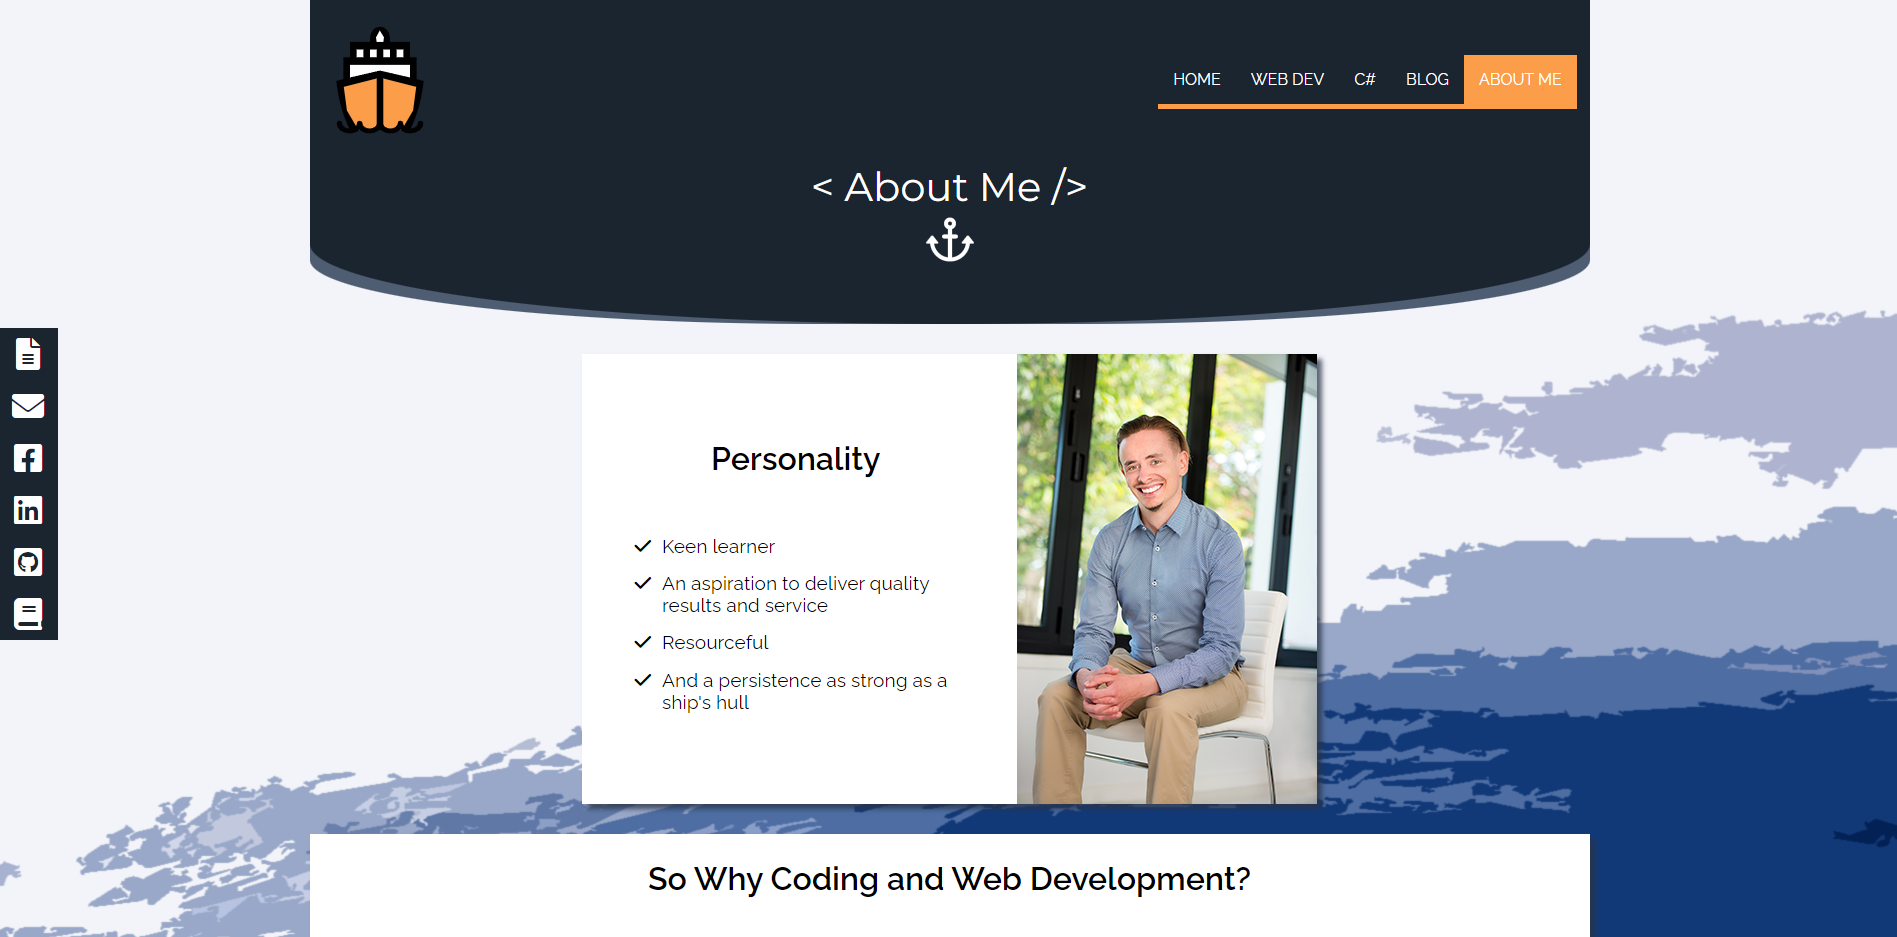 HOME WEB DEV C# BLOG ABOUT ME
< About Me />
Personality
Keen learner
An aspiration to deliver quality
results and service
Resourceful
And a persistence as strong as a
ship's hull
So Why Coding and Web Development?